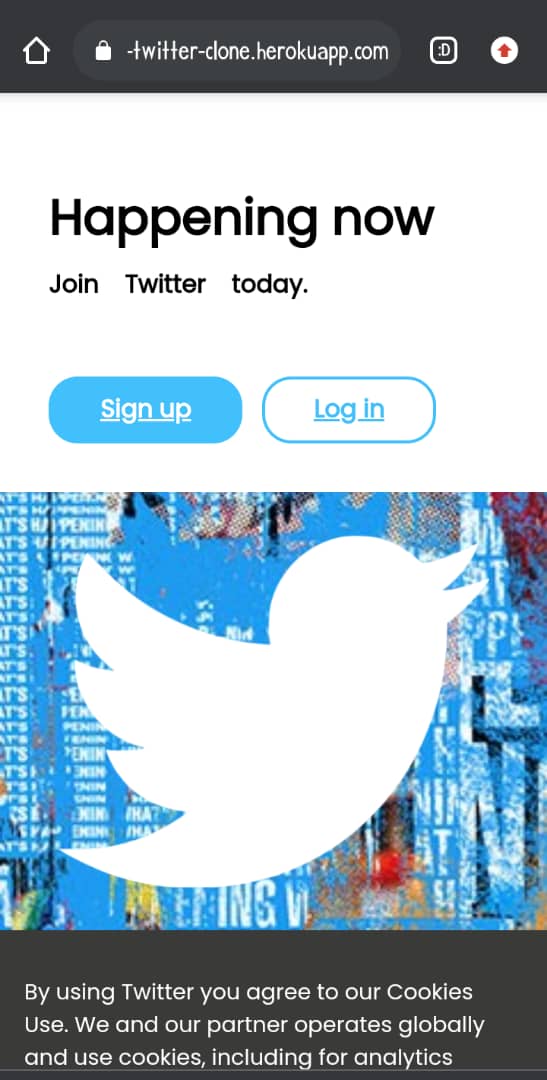 -twitter-clone.herokuapp.com
:D
Happening now
Join Twitter today.
Sign up
Log in
By using Twitter you agree to our Cookies
Use. We and our partner operates globally
and use cookies, including for analytics